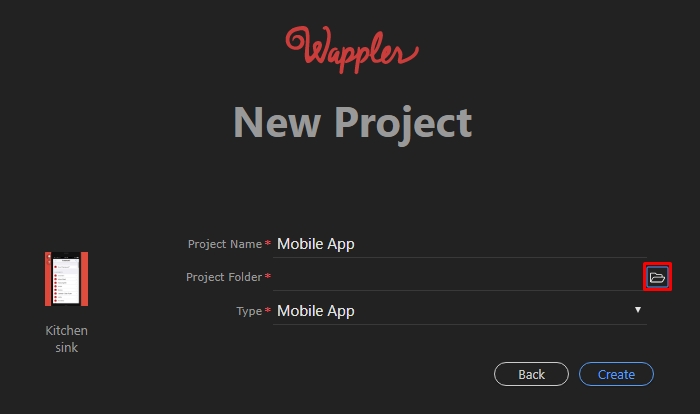 Wappler
New Project
Project Name * Mobile App
Project Folder *
Type * Mobile App
Kitchen
sink
Back
Create